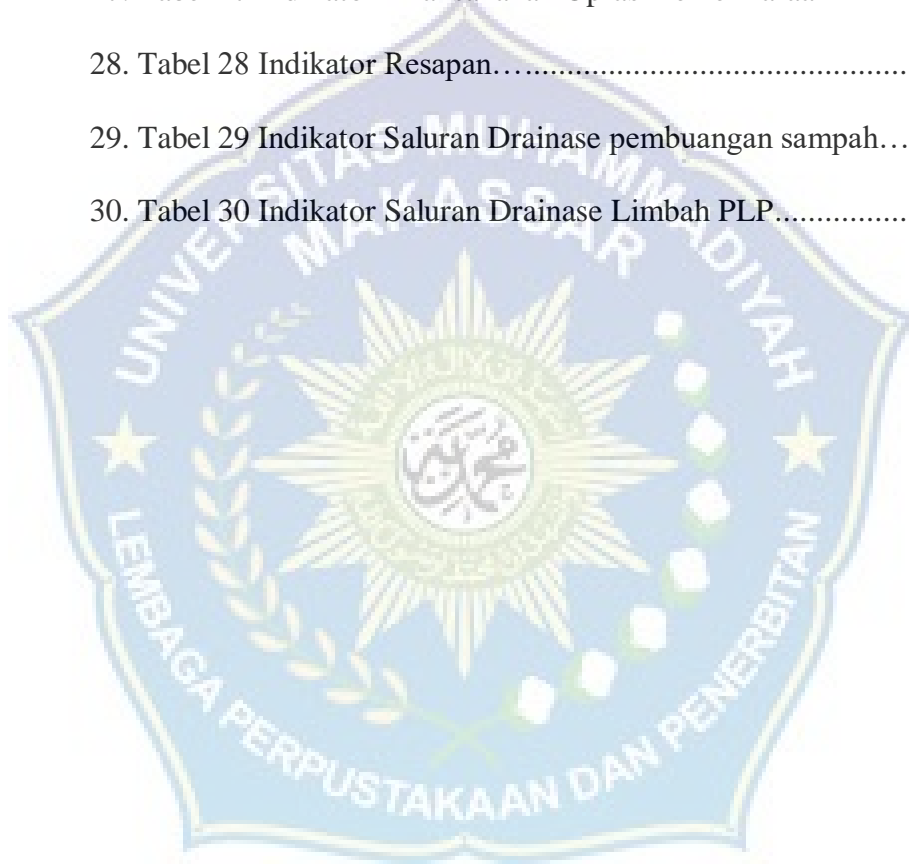 28. Tabel 28 Indikator Resapan….............................................
29. Tabel 29 Indikator Saluran Drainase pembuangan sampah…
30. Tabel 30 Indikator Saluran Drainase Limbah PLP................
UNIVERSITAS MUHAMMADIYAH
MAKASSAR
LEMBAGA PERPUSTAKAAN DAN PENERBITAN